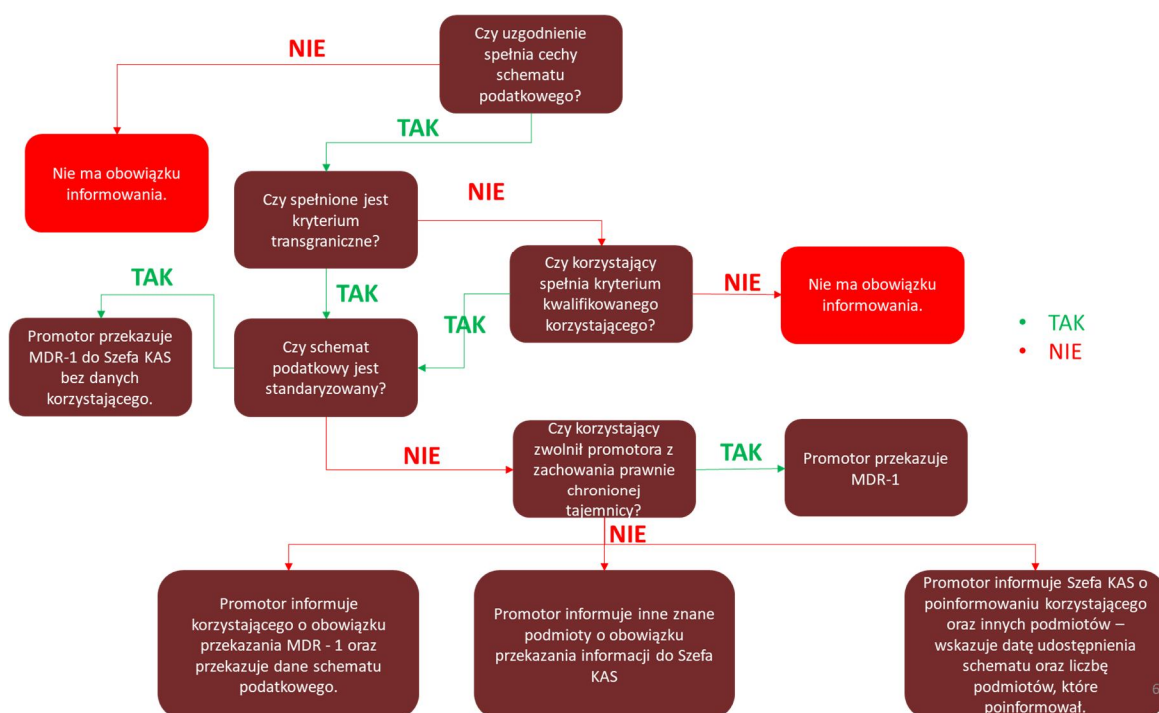 Czy uzgodnienie
spełnia cechy
schematu
podatkowego?
NIE
TAK
Nie ma obowiązku
informowania.
Czy spełnione jest
kryterium
transgraniczne?
NIE
Czy korzystający
spełnia kryterium
kwalifikowanego
korzystającego?
NIE
Nie ma obowiązku
informowania.
TAK
TAK
TAK
• TAK
• NIE
Promotor przekazuje
MDR-1 do Szefa KAS
bez danych
korzystającego.
Czy schemat
podatkowy jest
standaryzowany?
NIE
Czy korzystający
zwolnił promotora z
zachowania prawnie
chronionej
tajemnicy?
TAK
Promotor przekazuje
MDR-1
NIE
Promotor informuje
korzystającego o obowiązku
przekazania MDR - 1 oraz
przekazuje dane schematu
podatkowego.
Promotor informuje inne znane
podmioty o obowiązku
przekazania informacji do Szefa
KAS
Promotor informuje Szefa KAS o
poinformowaniu korzystającego
oraz innych podmiotów –
wskazuje datę udostępnienia
schematu oraz liczbę
podmiotów, które
poinformował.
6